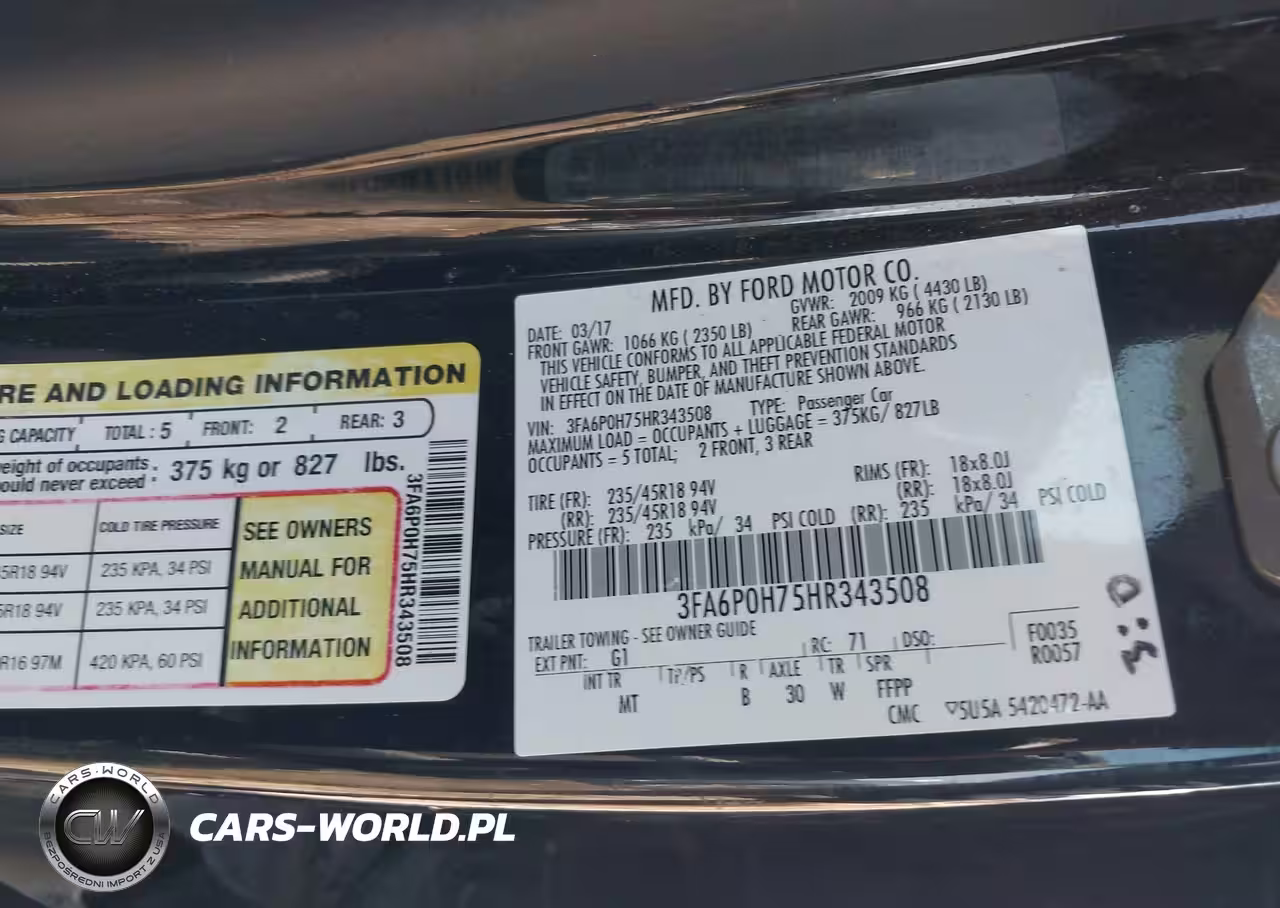 RE AND LOADING INFORMATION
G CAPACITY TOTAL : 5 FRONT: 2 REAR: 3
weight of occupants : 375 kg or 827 lbs.
ould never exceed
SIZE COLD TIRE PRESSURE
5R18 94V 235 KPA, 34 PSI
5R18 94V 235 KPA, 34 PSI
R16 97M 420 KPA, 60 PSI
SEE OWNERS
MANUAL FOR
ADDITIONAL
INFORMATION
3FA6P0H75HR343508
MFD. BY FORD MOTOR CO.
DATE: 03/17 GVWR: 2009 KG ( 4430 LB)
FRONT GAWR: 1066 KG ( 2350 LB) REAR GAWR: 966 KG ( 2130 LB)
THIS VEHICLE CONFORMS TO ALL APPLICABLE FEDERAL MOTOR
VEHICLE SAFETY, BUMPER, AND THEFT PREVENTION STANDARDS
IN EFFECT ON THE DATE OF MANUFACTURE SHOWN ABOVE.
VIN: 3FA6P0H75HR343508 TYPE: Passenger Car
MAXIMUM LOAD = OCCUPANTS + LUGGAGE = 375KG/ 827LB
OCCUPANTS = 5 TOTAL; 2 FRONT, 3 REAR
TIRE (FR): 235/45R18 94V RIMS (FR): 18x8.0J
(RR): 235/45R18 94V (RR): 18x8.0J
PRESSURE (FR): 235 kPa/ 34 PSI COLD (RR): 235 kPa/ 34 PSI COLD
3FA6P0H75HR343508
TRAILER TOWING - SEE OWNER GUIDE
EXT PNT: G1 RC: 71 DSO: F0035
R0057
INT TR TP/PS R AXLE TR SPR
MT B 30 W FFPP
CMC 5U5A 5420472-AA
CARS-WORLD
CW
BEZPOŚREDNI IMPORT Z USA
CARS-WORLD.PL